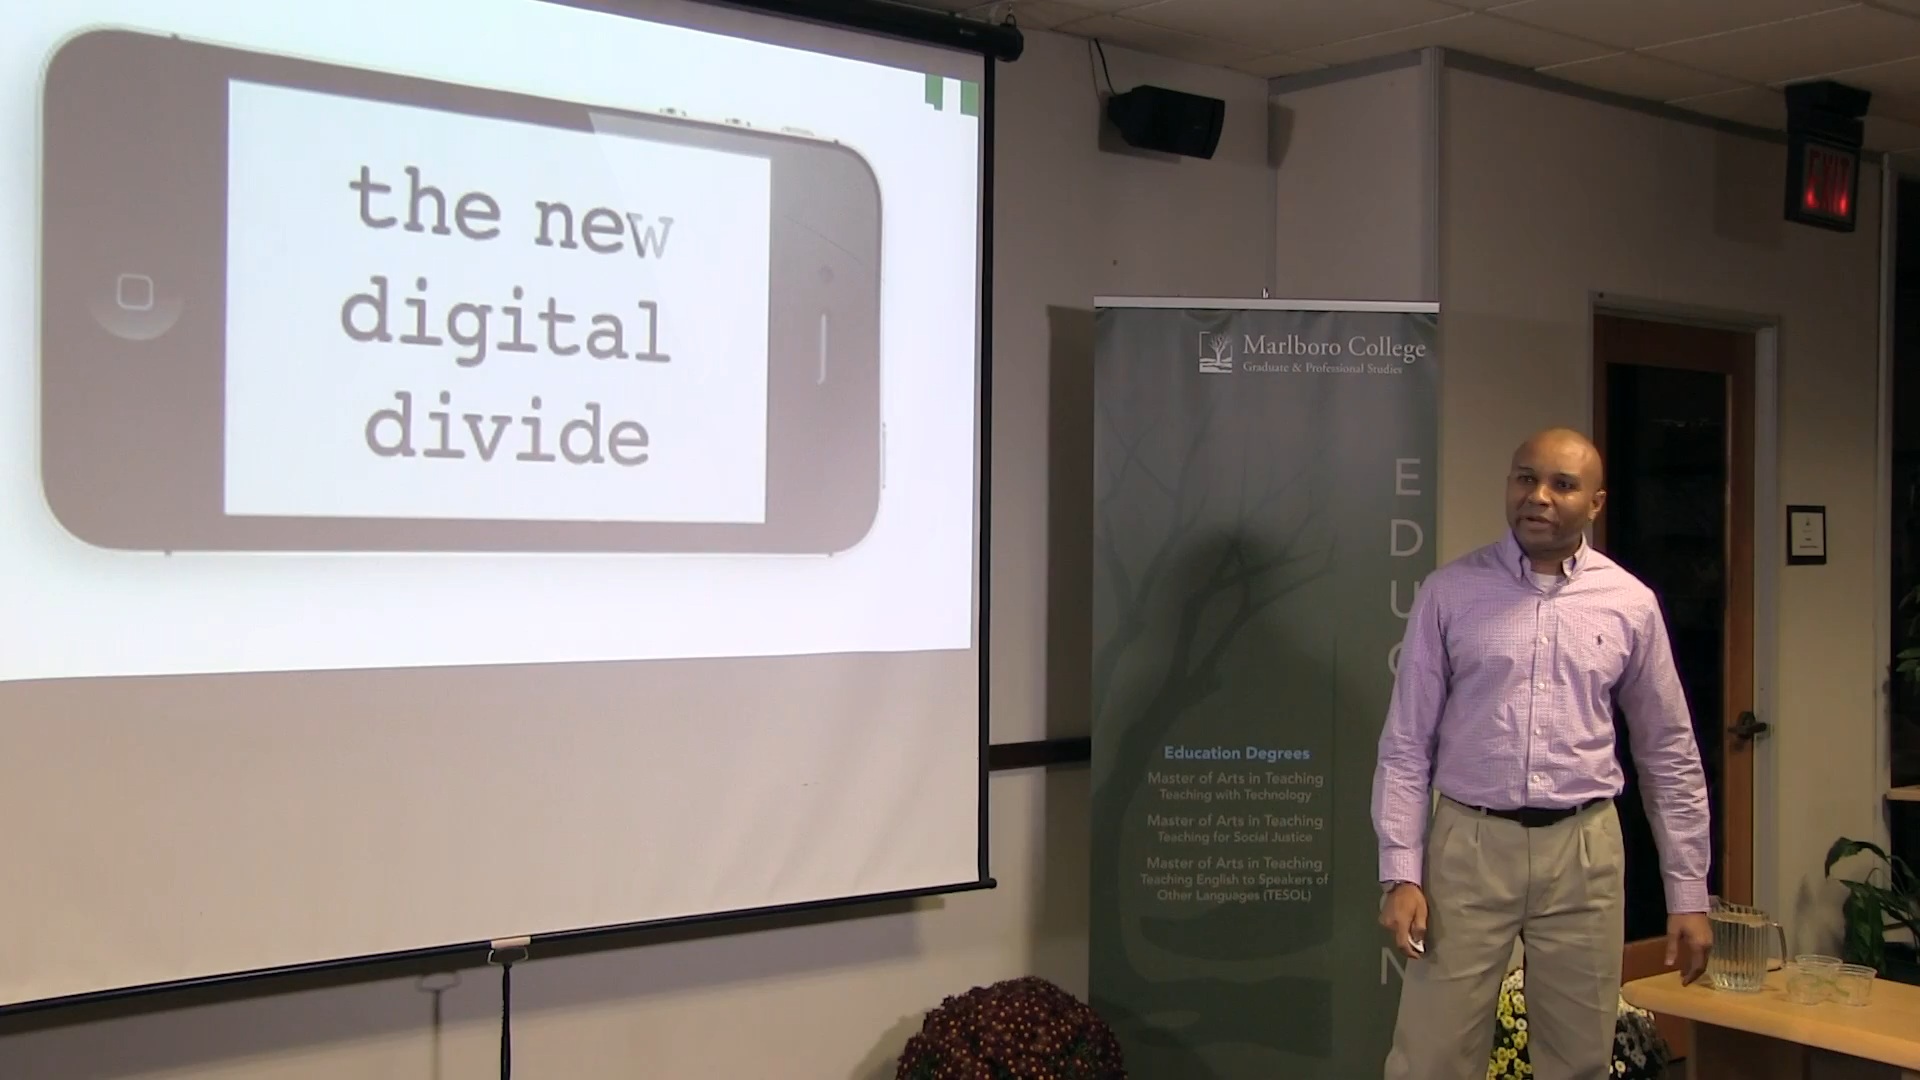 the new
digital
divide
EXIT
Marlboro College
Graduate & Professional Studies
E
D
U
N
Education Degrees
Master of Arts in Teaching
Teaching with Technology
Master of Arts in Teaching
Teaching for Social Justice
Master of Arts in Teaching
Teaching English to Speakers of
Other Languages (TESOL)